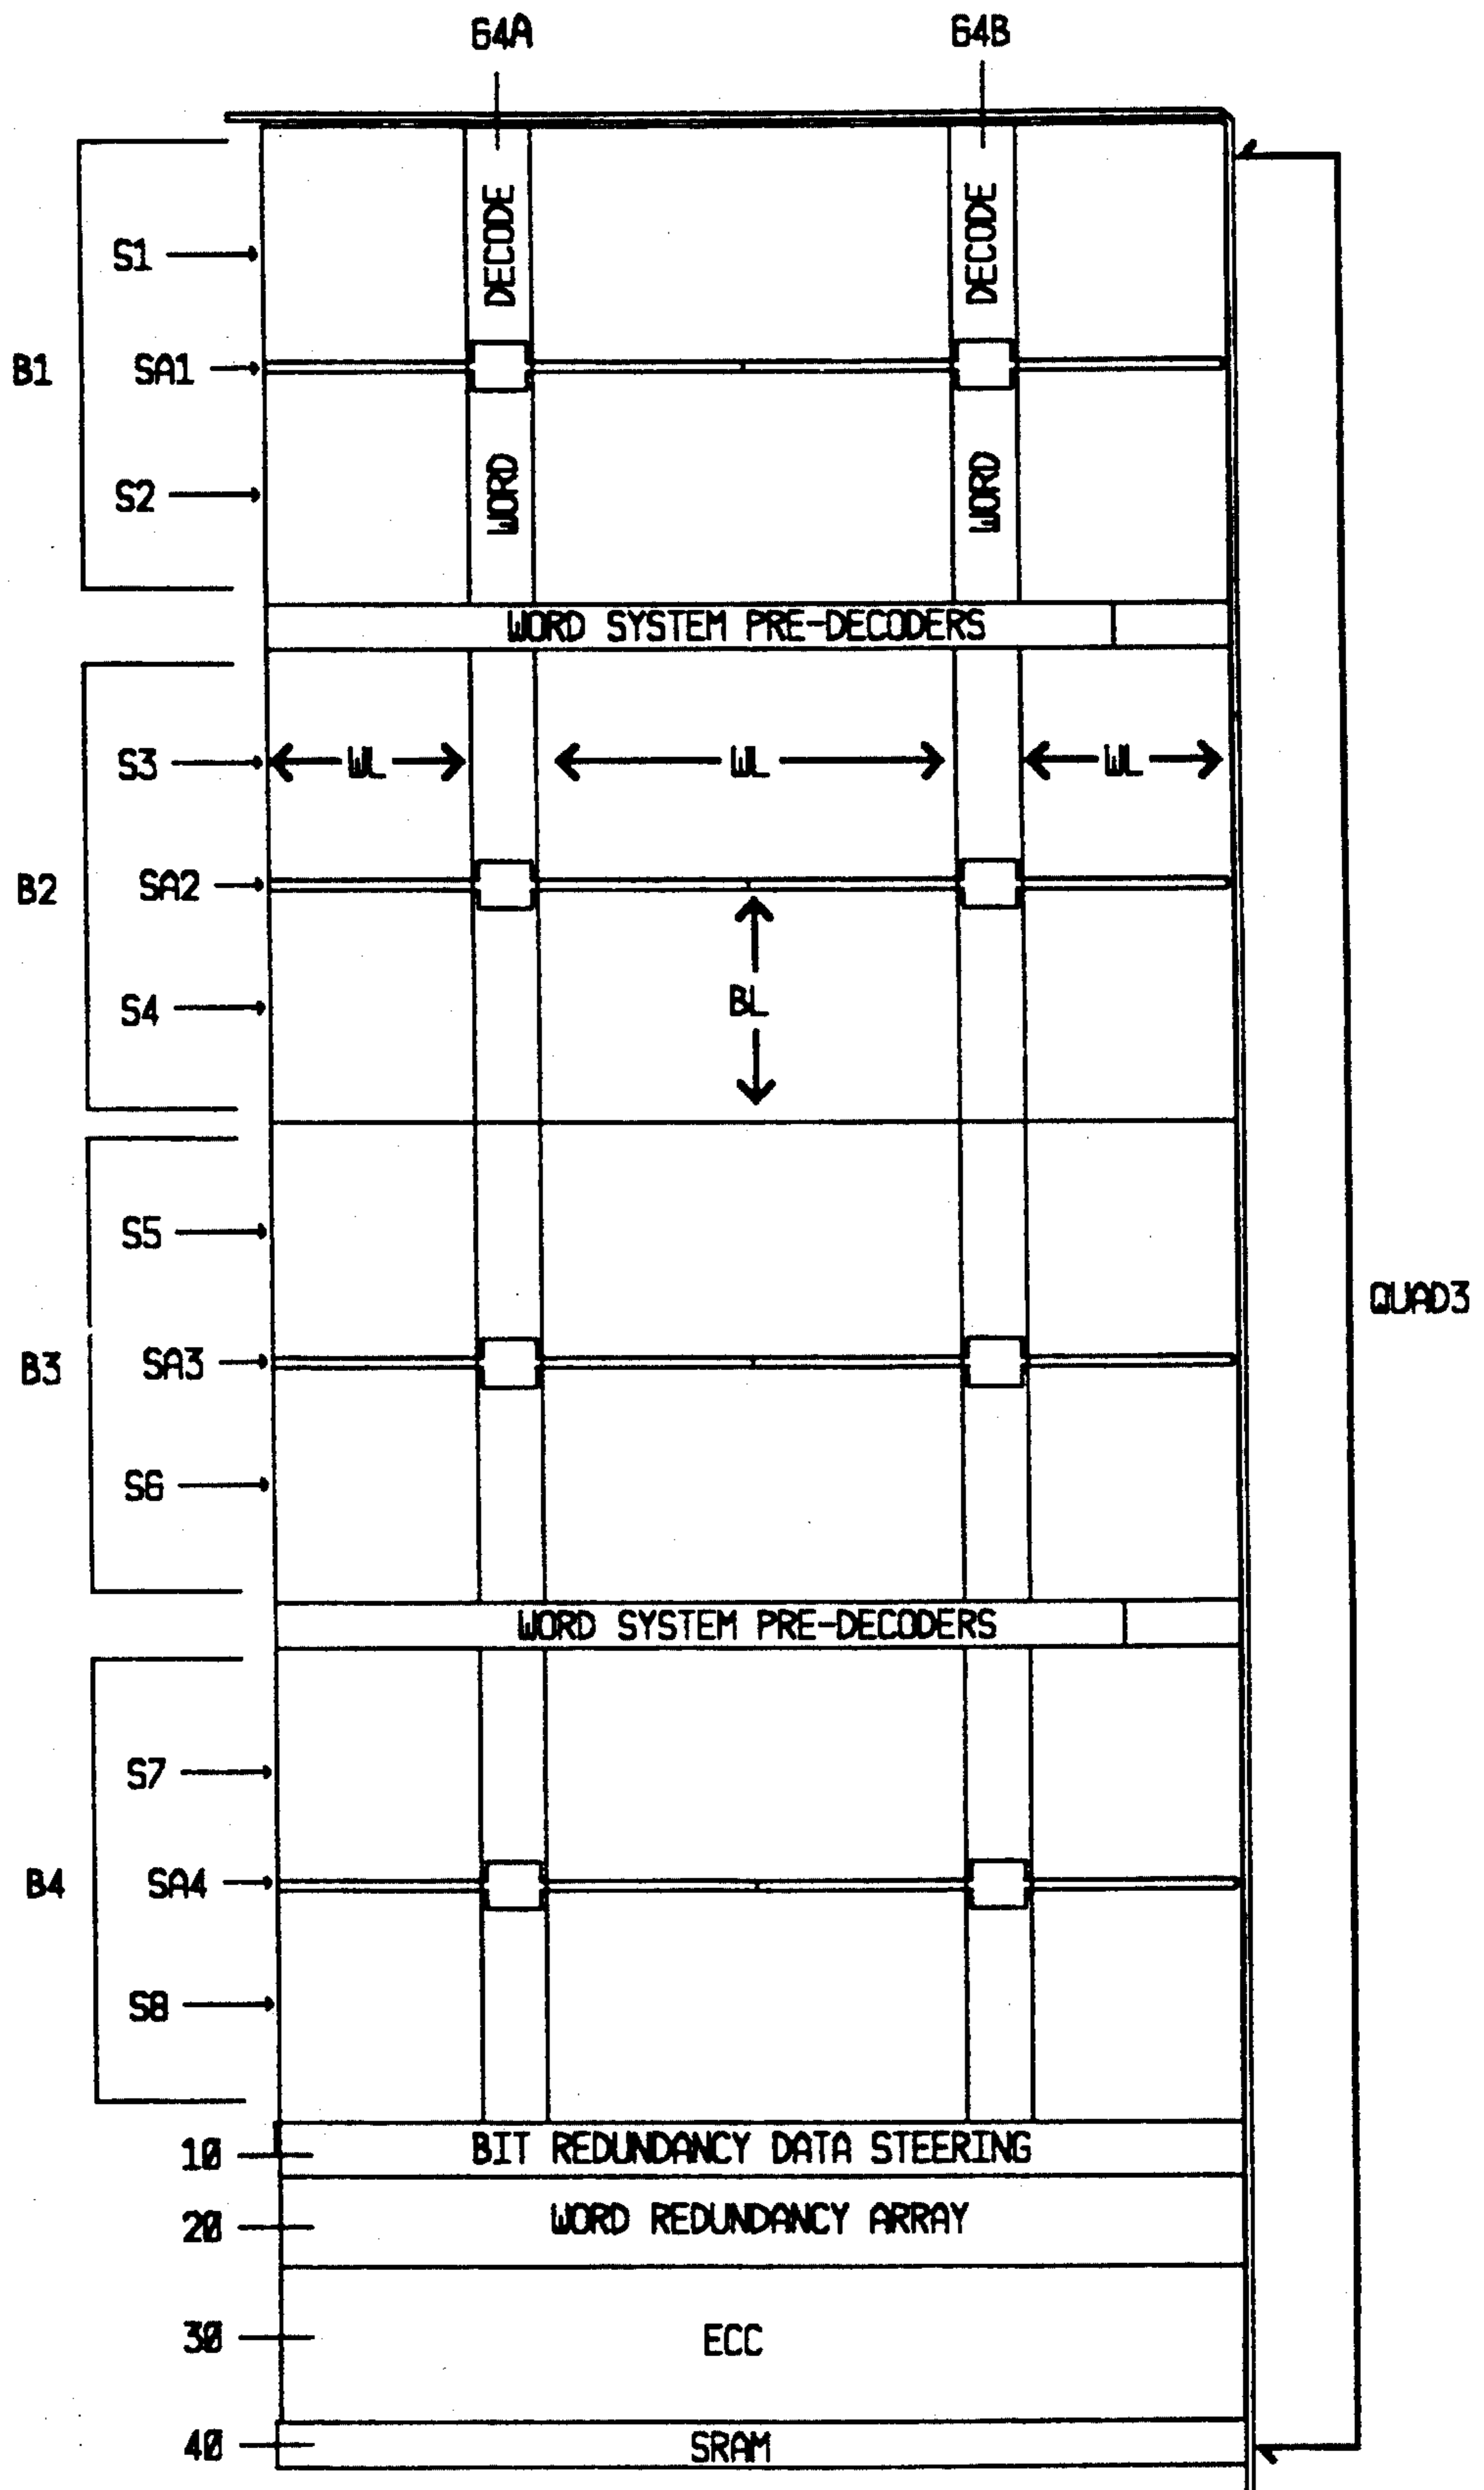 64A 64B
DECODE DECODE
S1
B1 SA1
S2
WORD WORD
WORD SYSTEM PRE-DECODERS
S3 WL WL WL
B2 SA2
S4 BL
S5
QUAD3
B3 SA3
S6
WORD SYSTEM PRE-DECODERS
S7
B4 SA4
S8
10 BIT REDUNDANCY DATA STEERING
20 WORD REDUNDANCY ARRAY
30 ECC
40 SRAM